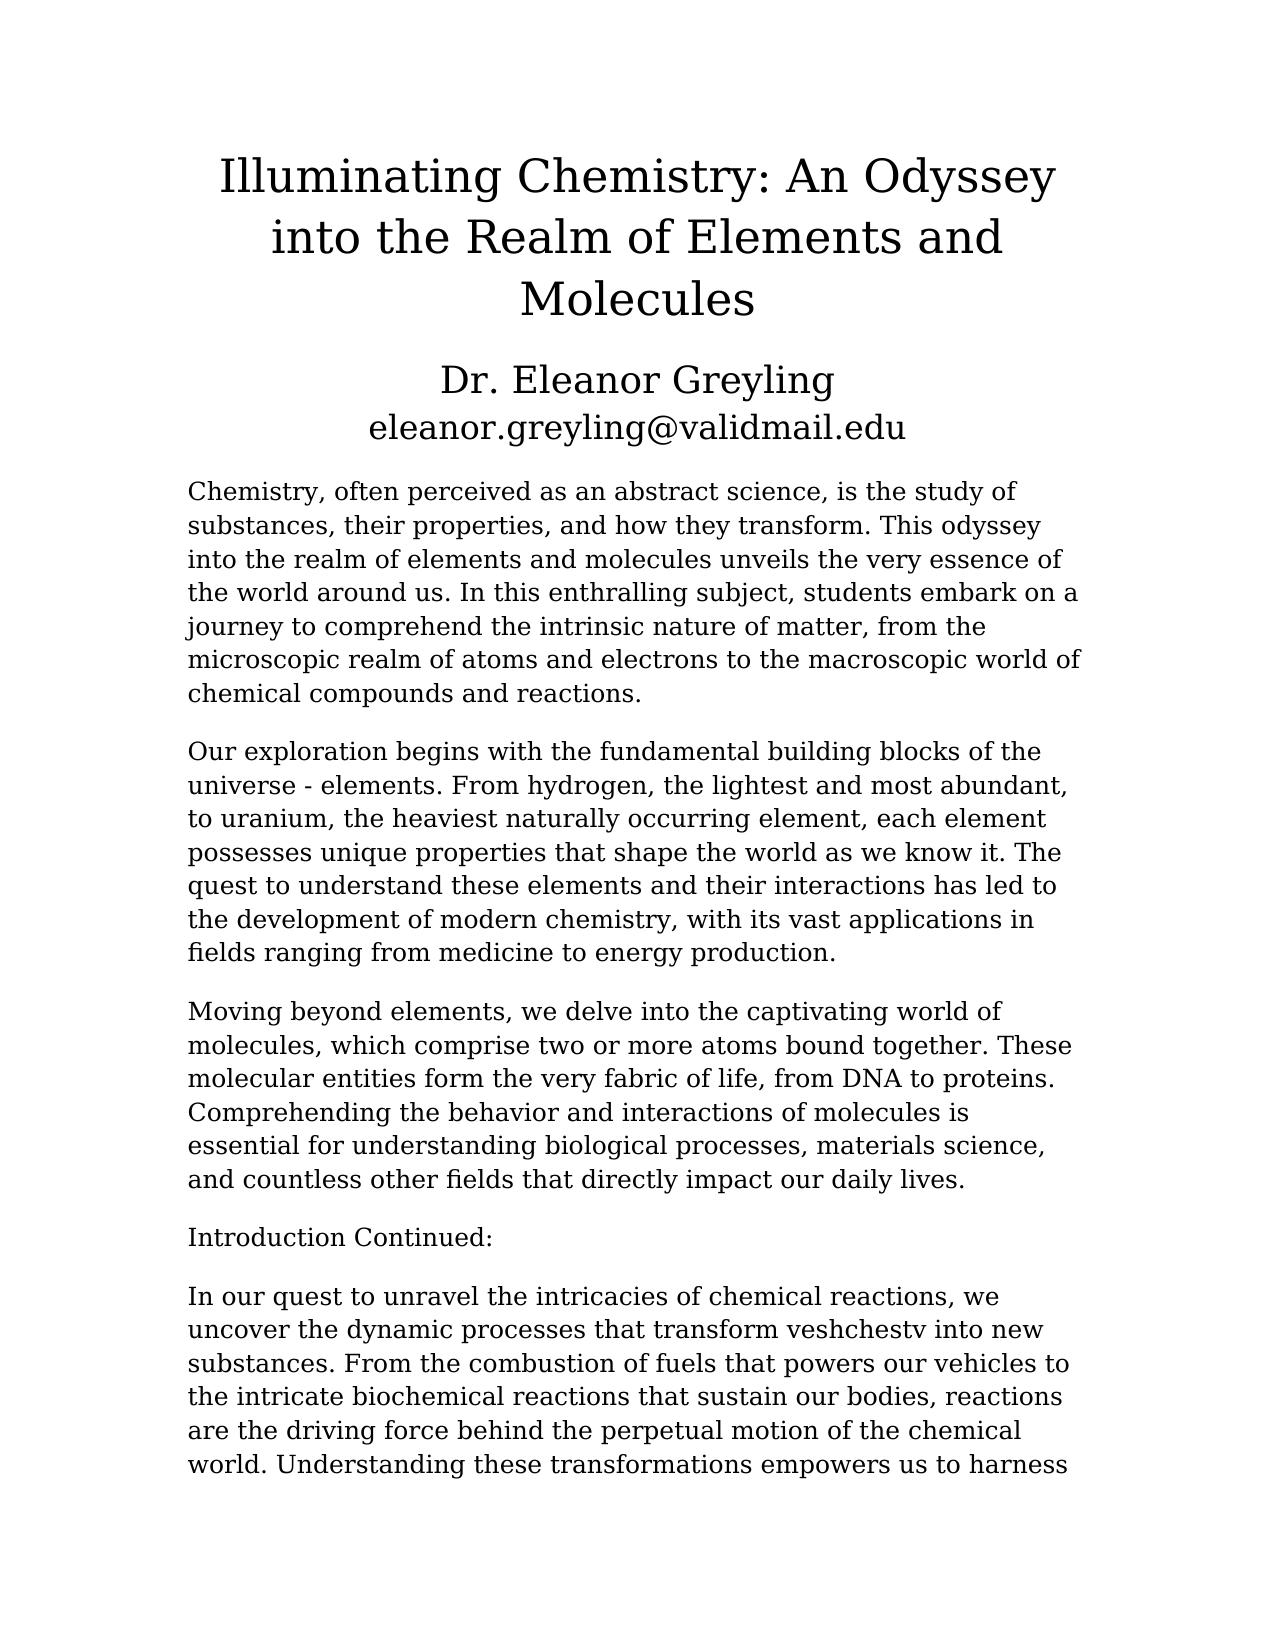 Illuminating Chemistry: An Odyssey
into the Realm of Elements and
Molecules
Dr. Eleanor Greyling
eleanor.greyling@validmail.edu
Chemistry, often perceived as an abstract science, is the study of
substances, their properties, and how they transform. This odyssey
into the realm of elements and molecules unveils the very essence of
the world around us. In this enthralling subject, students embark on a
journey to comprehend the intrinsic nature of matter, from the
microscopic realm of atoms and electrons to the macroscopic world of
chemical compounds and reactions.
Our exploration begins with the fundamental building blocks of the
universe - elements. From hydrogen, the lightest and most abundant,
to uranium, the heaviest naturally occurring element, each element
possesses unique properties that shape the world as we know it. The
quest to understand these elements and their interactions has led to
the development of modern chemistry, with its vast applications in
fields ranging from medicine to energy production.
Moving beyond elements, we delve into the captivating world of
molecules, which comprise two or more atoms bound together. These
molecular entities form the very fabric of life, from DNA to proteins.
Comprehending the behavior and interactions of molecules is
essential for understanding biological processes, materials science,
and countless other fields that directly impact our daily lives.
Introduction Continued:
In our quest to unravel the intricacies of chemical reactions, we
uncover the dynamic processes that transform veshchestv into new
substances. From the combustion of fuels that powers our vehicles to
the intricate biochemical reactions that sustain our bodies, reactions
are the driving force behind the perpetual motion of the chemical
world. Understanding these transformations empowers us to harness